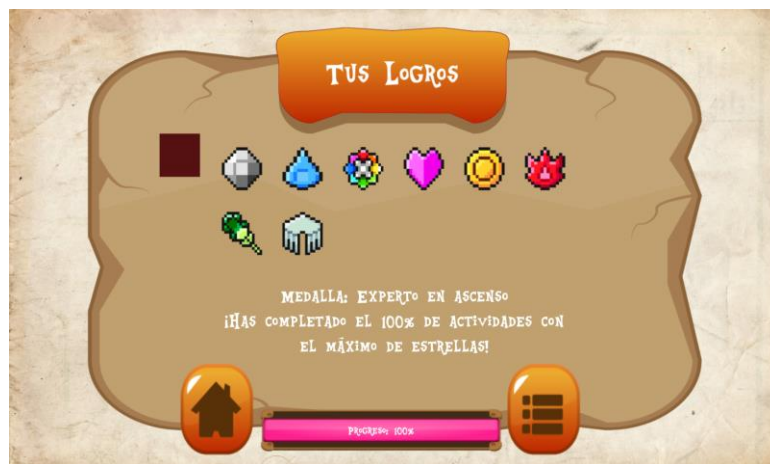 Tus Logros
Medalla: Experto en ascenso
¡Has completado el 100% de actividades con
el máximo de estrellas!
Progreso: 100%